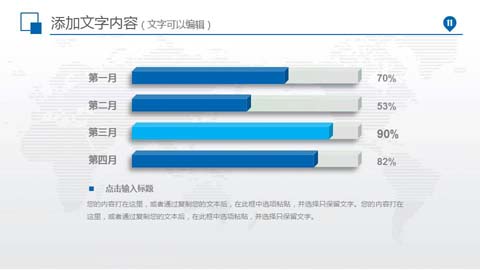 添加文字内容（文字可以编辑）
11
第一月 70%
第二月 53%
第三月 90%
第四月 82%
点击输入标题
您的内容打在这里，或者通过复制您的文本后，在此框中选项粘贴，并选择只保留文字。您的内容打在
这里，或者通过复制您的文本后，在此框中选项粘贴，并选择只保留文字。